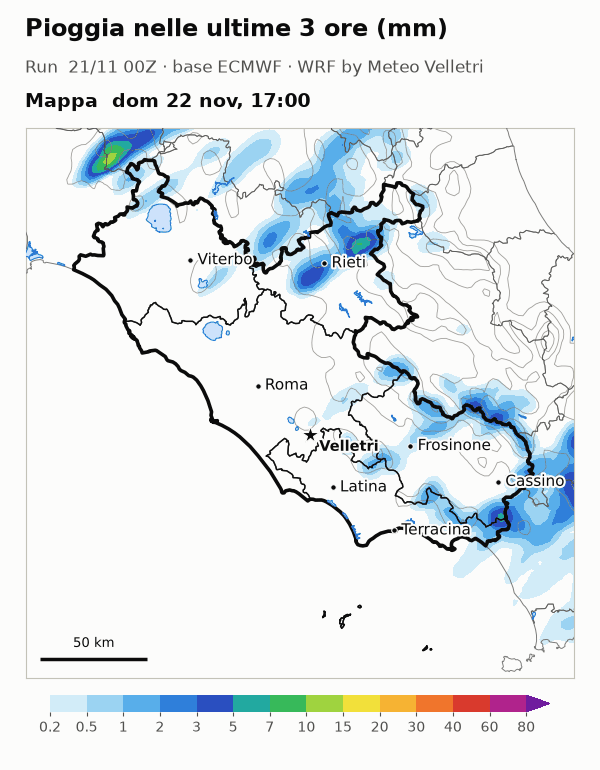 Pioggia nelle ultime 3 ore (mm)
Run 21/11 00Z · base ECMWF · WRF by Meteo Velletri
Mappa dom 22 nov, 17:00
Viterbo
Rieti
Roma
Velletri
Frosinone
Latina
Cassino
Terracina
50 km
0.2 0.5 1 2 3 5 7 10 15 20 30 40 60 80